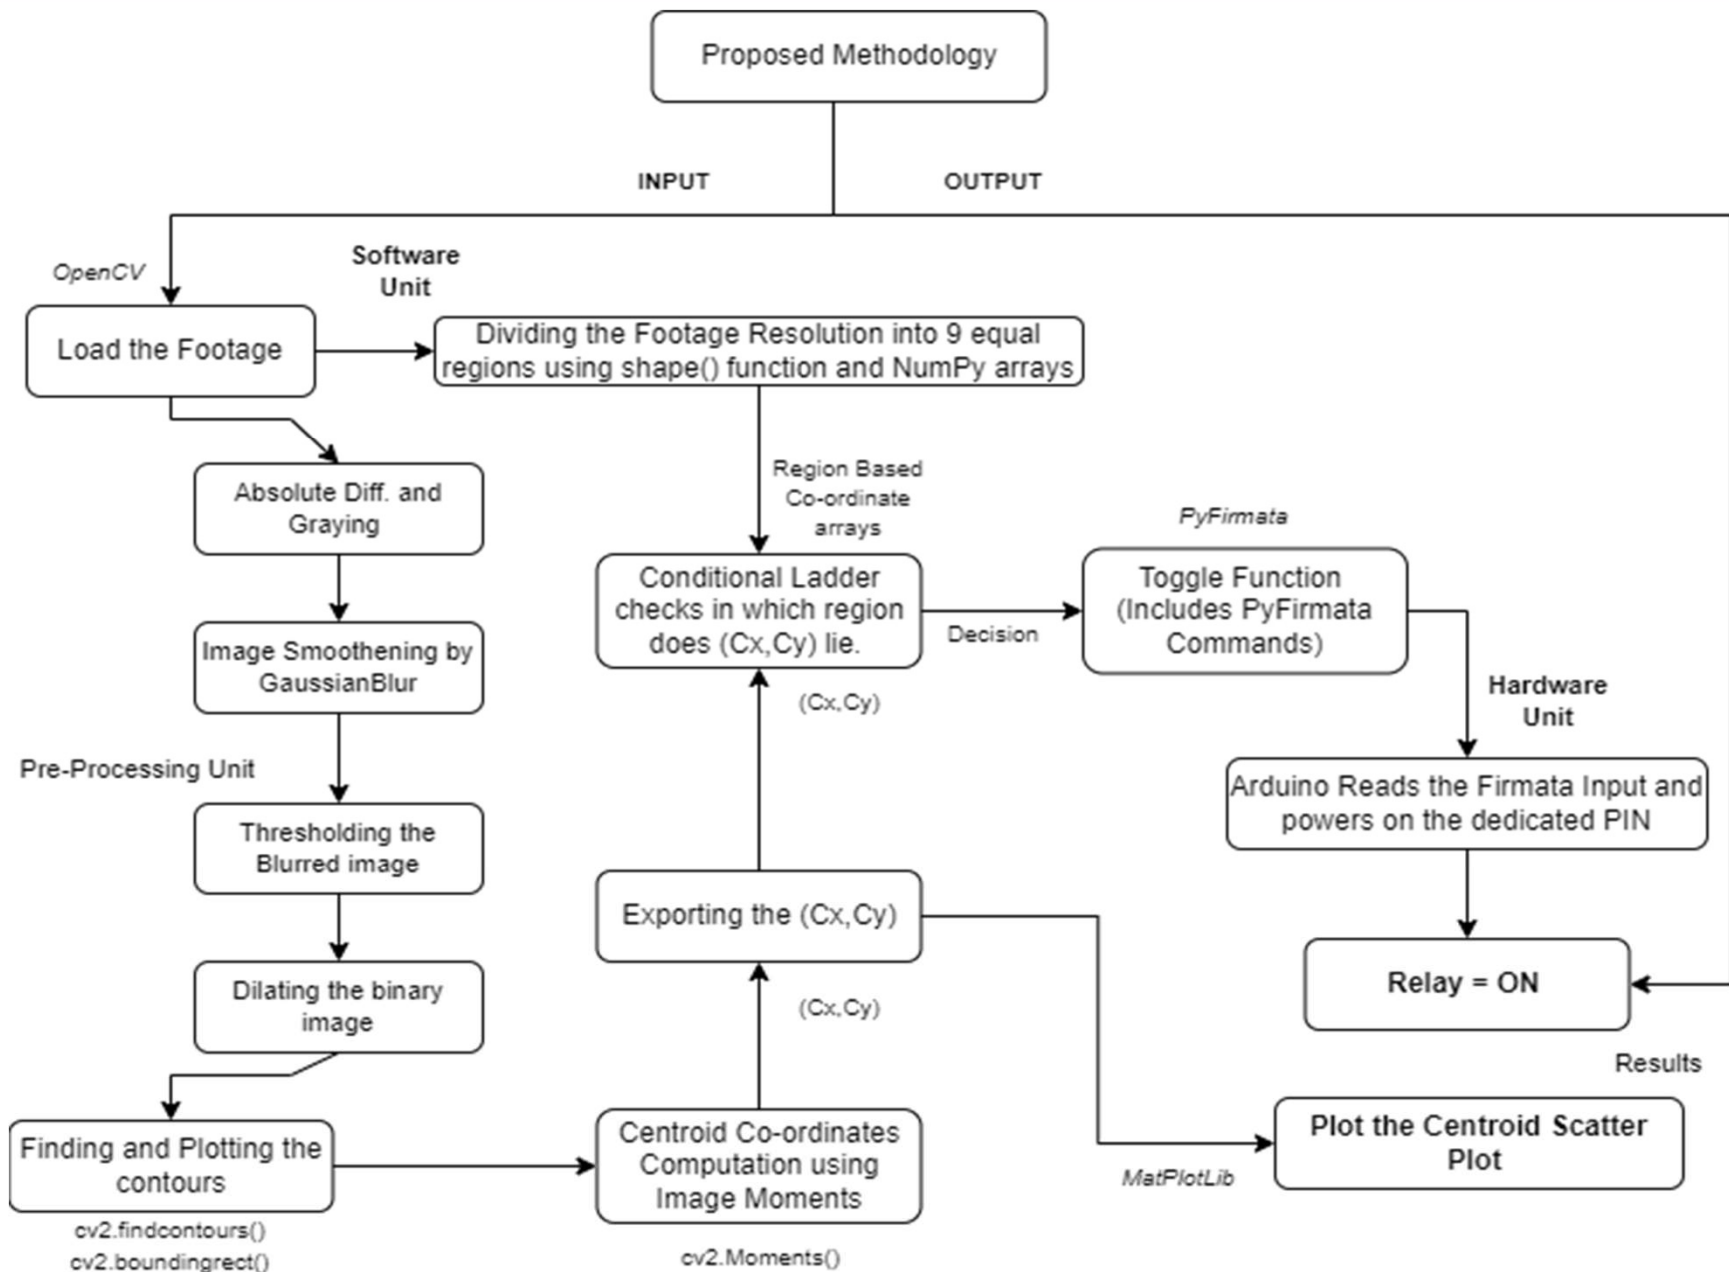 Proposed Methodology
INPUT
OUTPUT
OpenCV
Software
Unit
Load the Footage
Dividing the Footage Resolution into 9 equal
regions using shape() function and NumPy arrays
Absolute Diff. and
Graying
Region Based
Co-ordinate
arrays
PyFirmata
Conditional Ladder
checks in which region
does (Cx,Cy) lie.
Decision
Toggle Function
(Includes PyFirmata
Commands)
Image Smoothening by
GaussianBlur
(Cx,Cy)
Hardware
Unit
Pre-Processing Unit
Arduino Reads the Firmata Input and
powers on the dedicated PIN
Thresholding the
Blurred image
Exporting the (Cx,Cy)
Dilating the binary
image
(Cx,Cy)
Relay = ON
Results
Finding and Plotting the
contours
Centroid Co-ordinates
Computation using
Image Moments
MatPlotLib
Plot the Centroid Scatter
Plot
cv2.findcontours()
cv2.boundingrect()
cv2.Moments()